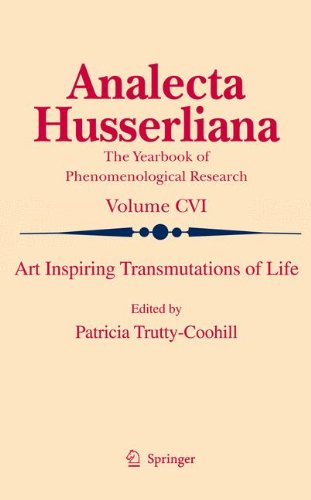 Analecta
Husserliana
The Yearbook of
Phenomenological Research
Volume CVI
Art Inspiring Transmutations of Life
Edited by
Patricia Trutty-Coohill
Springer